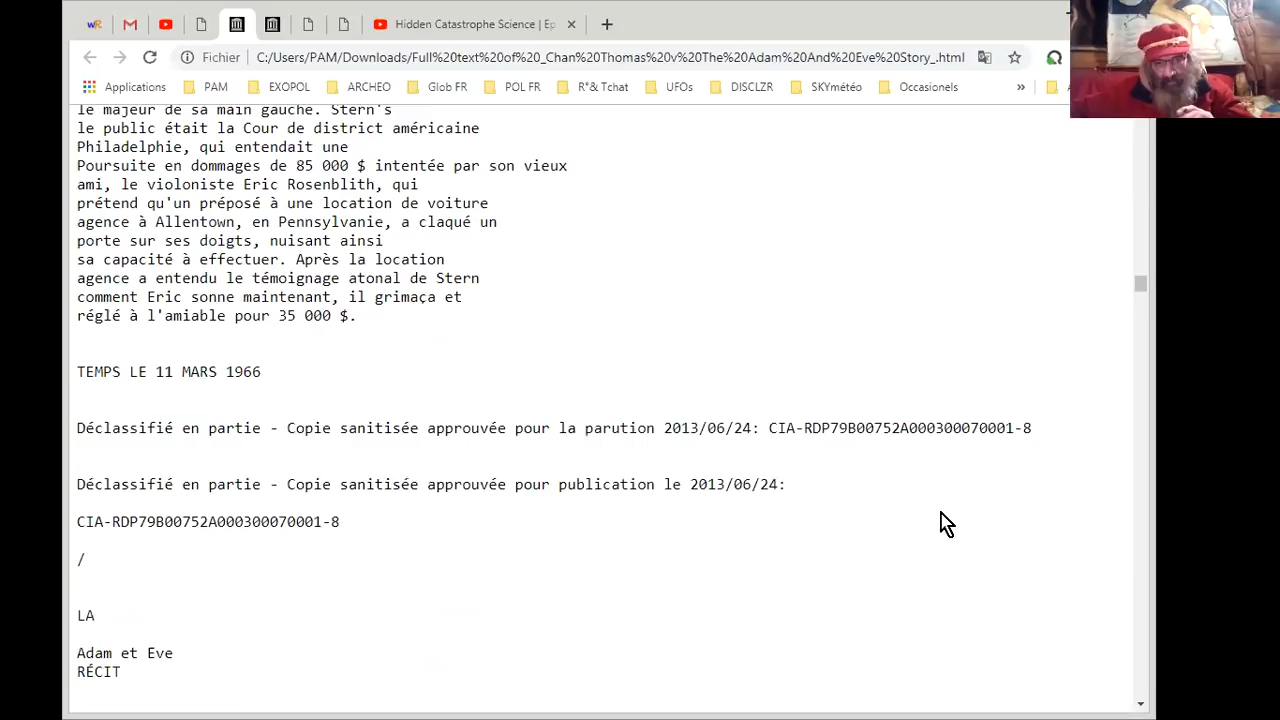 wR
Hidden Catastrophe Science | Ep
Fichier
C:/Users/PAM/Downloads/Full%20text%20of%20_Chan%20Thomas%20v%20The%20Adam%20And%20Eve%20Story_.html
Applications
PAM
EXOPOL
ARCHEO
Glob FR
POL FR
R°& Tchat
UFOs
DISCLZR
SKYmétéo
Occasionels
»
le majeur de sa main gauche. Stern's
le public était la Cour de district américaine
Philadelphie, qui entendait une
Poursuite en dommages de 85 000 $ intentée par son vieux
ami, le violoniste Eric Rosenblith, qui
prétend qu'un préposé à une location de voiture
agence à Allentown, en Pennsylvanie, a claqué un
porte sur ses doigts, nuisant ainsi
sa capacité à effectuer. Après la location
agence a entendu le témoignage atonal de Stern
comment Eric sonne maintenant, il grimaça et
réglé à l'amiable pour 35 000 $.
TEMPS LE 11 MARS 1966
Déclassifié en partie - Copie sanitisée approuvée pour la parution 2013/06/24: CIA-RDP79B00752A000300070001-8
Déclassifié en partie - Copie sanitisée approuvée pour publication le 2013/06/24:
CIA-RDP79B00752A000300070001-8
/
LA
Adam et Eve
RÉCIT